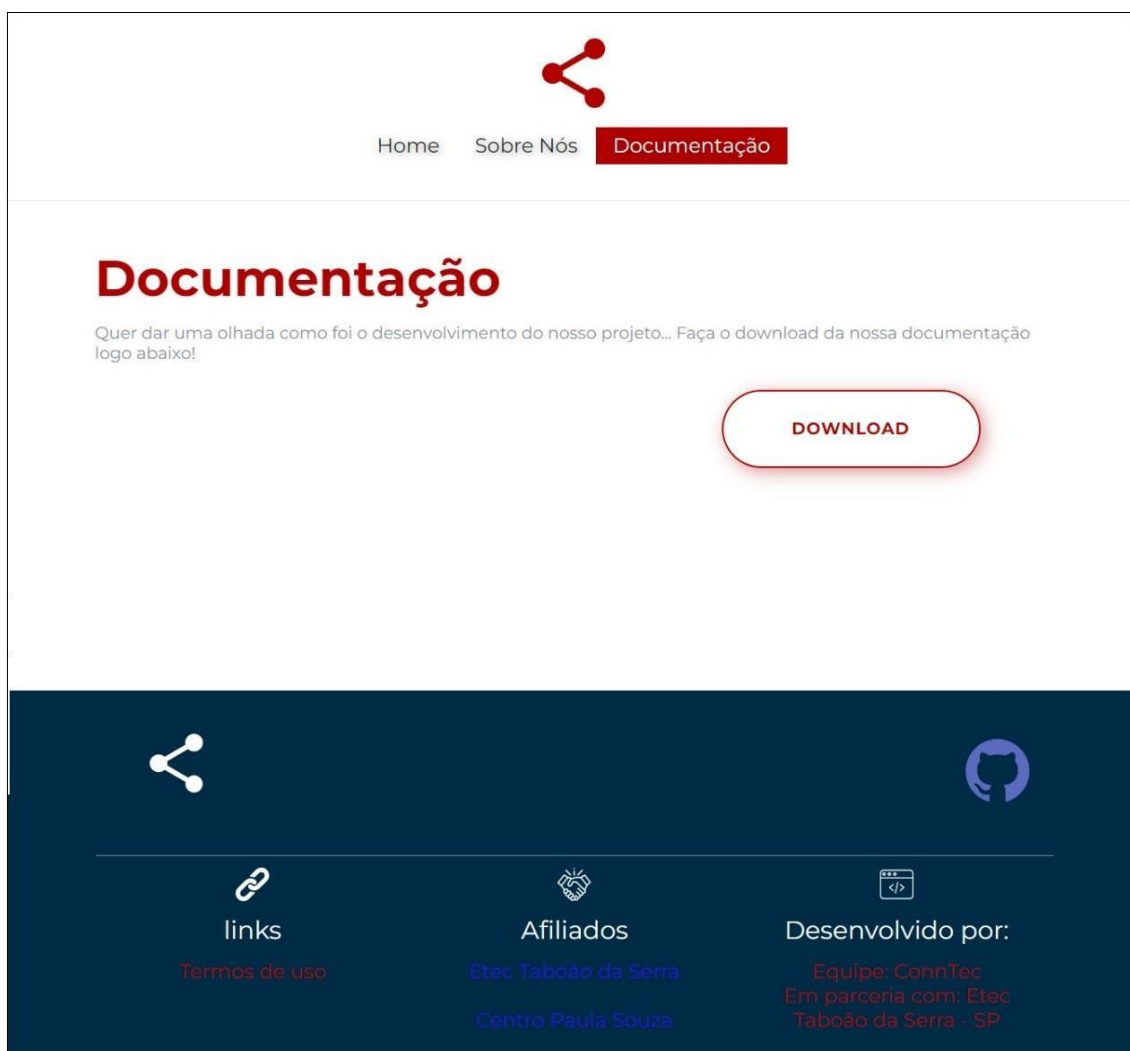 Home Sobre Nós Documentação
Documentação
Quer dar uma olhada como foi o desenvolvimento do nosso projeto... Faça o download da nossa documentação
logo abaixo!
DOWNLOAD
links
Termos de uso
Afiliados
Etec Taboão da Serra
Centro Paula Souza
Desenvolvido por:
Equipe: ConnTec
Em parceria com: Etec
Taboão da Serra - SP